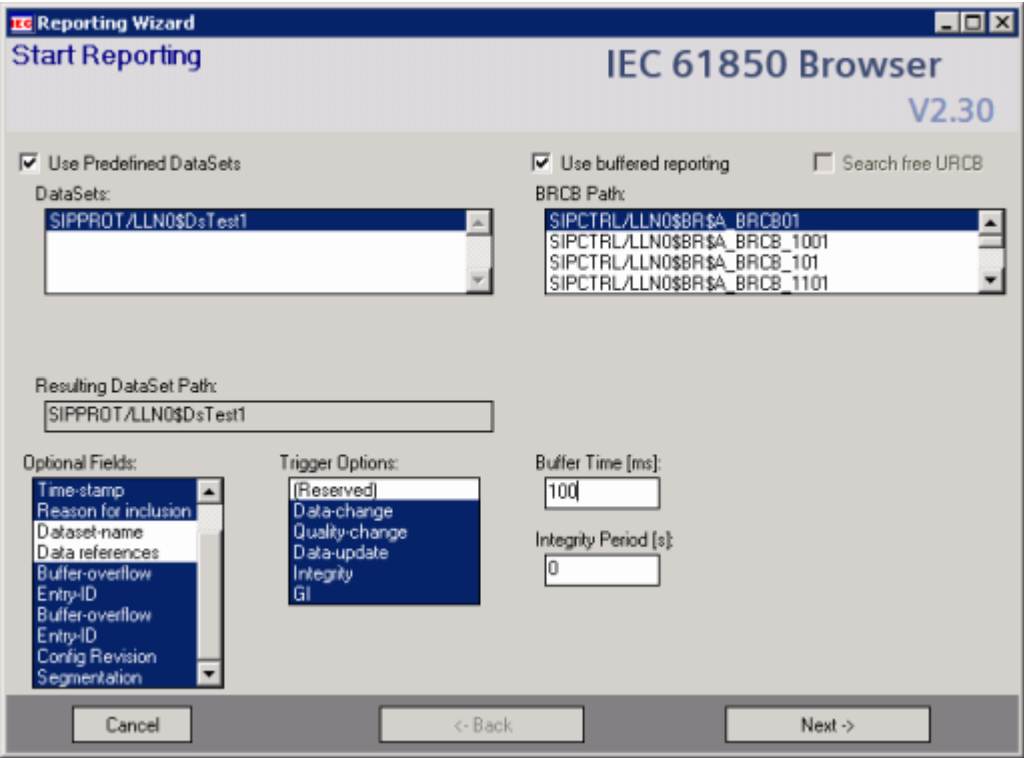 IEC Reporting Wizard
Start Reporting
IEC 61850 Browser
V2.30
Use Predefined DataSets
Use buffered reporting
Search free URCB
DataSets:
BRCB Path:
SIPPROT/LLN0$DsTest1
SIPCTRL/LLN0$BR$A_BRCB01
SIPCTRL/LLN0$BR$A_BRCB_1001
SIPCTRL/LLN0$BR$A_BRCB_101
SIPCTRL/LLN0$BR$A_BRCB_1101
Resulting DataSet Path:
SIPPROT/LLN0$DsTest1
Optional Fields:
Time-stamp
Reason for inclusion
Dataset-name
Data references
Buffer-overflow
Entry-ID
Buffer-overflow
Entry-ID
Config Revision
Segmentation
Trigger Options:
(Reserved)
Data-change
Quality-change
Data-update
Integrity
GI
Buffer Time [ms]:
100
Integrity Period [s]:
0
Cancel
<- Back
Next ->